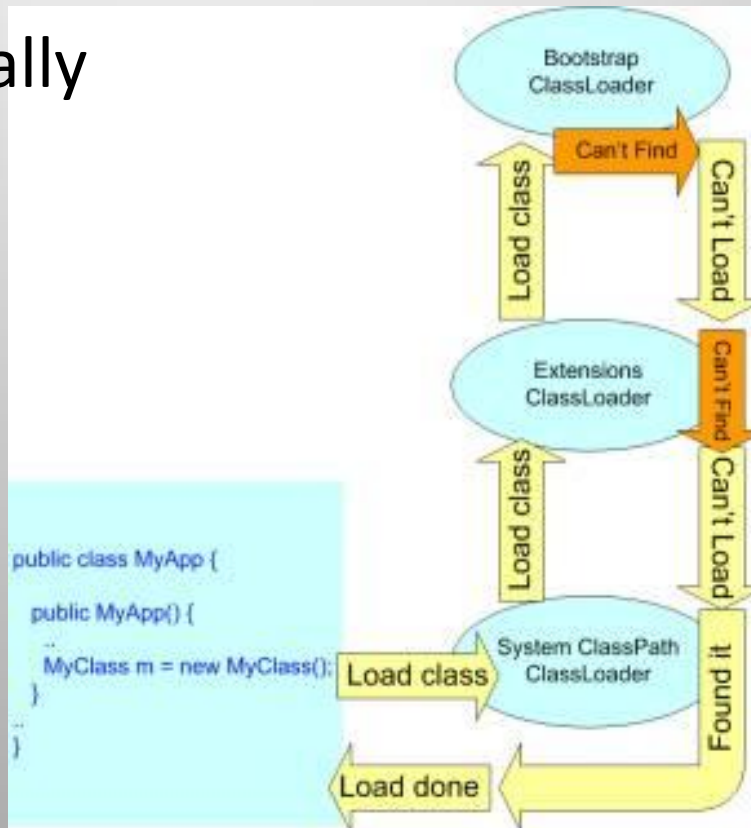 ally
Bootstrap
ClassLoader
Can't Find
Load class
Can't Load
Extensions
ClassLoader
Can't Find
Load class
Can't Load
public class MyApp {
public MyApp() {
..
MyClass m = new MyClass();
}
..
}
Load class
System ClassPath
ClassLoader
Found it
Load done